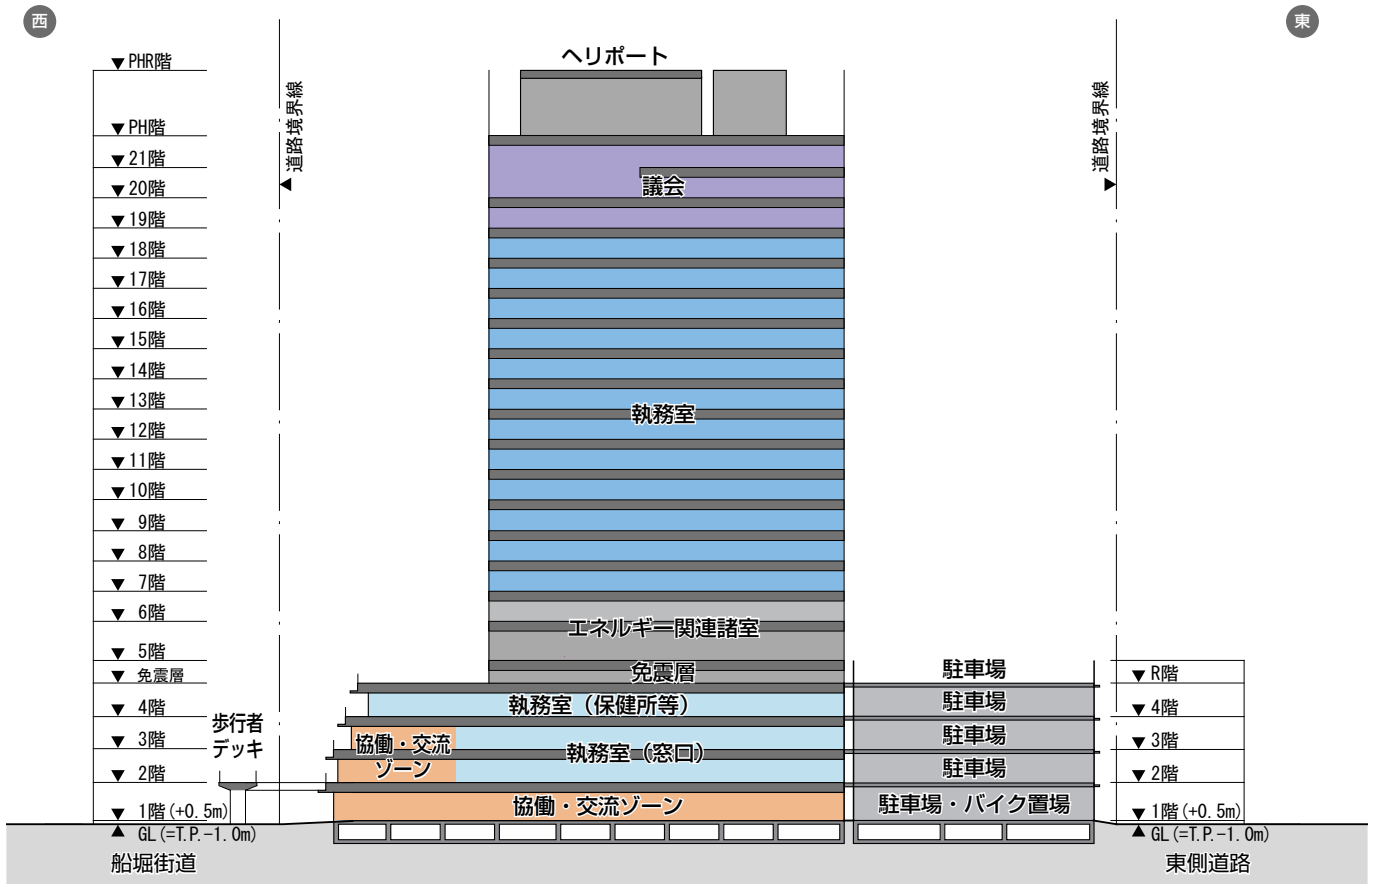 西
東
▼PHR階
▼PH階
▼21階
▼20階
▼19階
▼18階
▼17階
▼16階
▼15階
▼14階
▼13階
▼12階
▼11階
▼10階
▼ 9階
▼ 8階
▼ 7階
▼ 6階
▼ 5階
▼ 免震層
▼ 4階
▼ 3階
▼ 2階
▼ 1階(+0.5m)
▲ GL(=T.P.-1.0m)
船堀街道
歩行者
デッキ
道路境界線
ヘリポート
議会
執務室
エネルギー関連諸室
免震層
執務室（保健所等）
協働・交流
ゾーン
執務室（窓口）
協働・交流ゾーン
駐車場
駐車場
駐車場
駐車場
駐車場・バイク置場
道路境界線
▼R階
▼4階
▼3階
▼2階
▼1階(+0.5m)
▲GL(=T.P.-1.0m)
東側道路